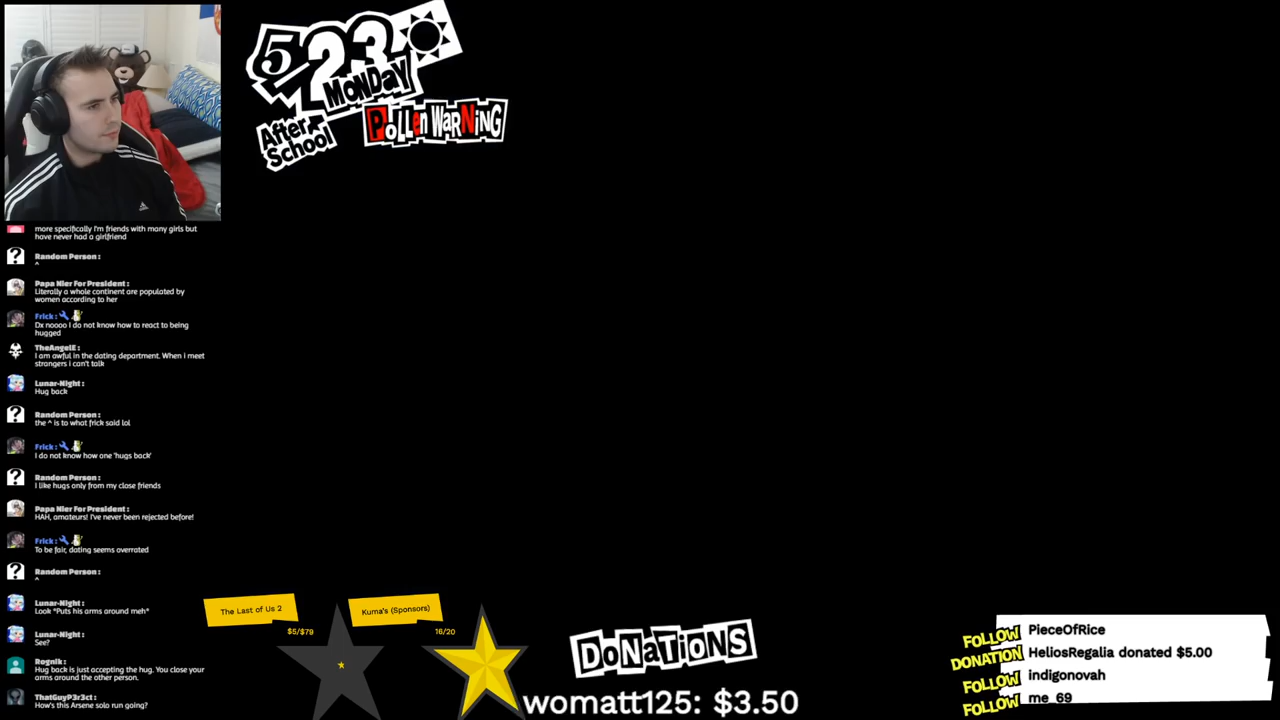 5/23
MONDAY
After School
Pollen WaRNiNG
more specifically I'm friends with many girls but
have never had a girlfriend
Random Person :
^
Papa Nier For President :
Literally a whole continent are populated by
women according to her
Frick :
Dx noooo I do not know how to react to being
hugged
TheAngelE :
I am awful in the dating department. When i meet
strangers i can't talk
Lunar-Night :
Hug back
Random Person :
the ^ is to what frick said lol
Frick :
I do not know how one 'hugs back'
Random Person :
I like hugs only from my close friends
Papa Nier For President :
HAH, amateurs! I've never been rejected before!
Frick :
To be fair, dating seems overrated
Random Person :
^
Lunar-Night :
Look *Puts his arms around meh*
Lunar-Night :
See?
Rognik :
Hug back is just accepting the hug. You close your
arms around the other person.
ThatGuyP3r3ct :
How's this Arsene solo run going?
The Last of Us 2
$5/$79
Kuma's (Sponsors)
16/20
DoNaTiONS
womatt125: $3.50
FOLLOW PieceOfRice
DONATION HeliosRegalia donated $5.00
FOLLOW indigonovah
FOLLOW me_69